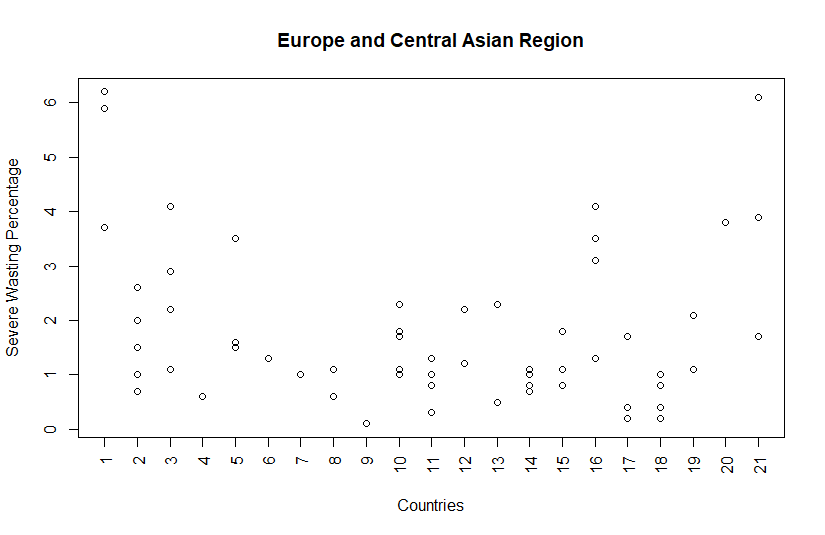 Europe and Central Asian Region
Severe Wasting Percentage
6
5
4
3
2
1
0
1 2 3 4 5 6 7 8 9 10 11 12 13 14 15 16 17 18 19 20 21
Countries